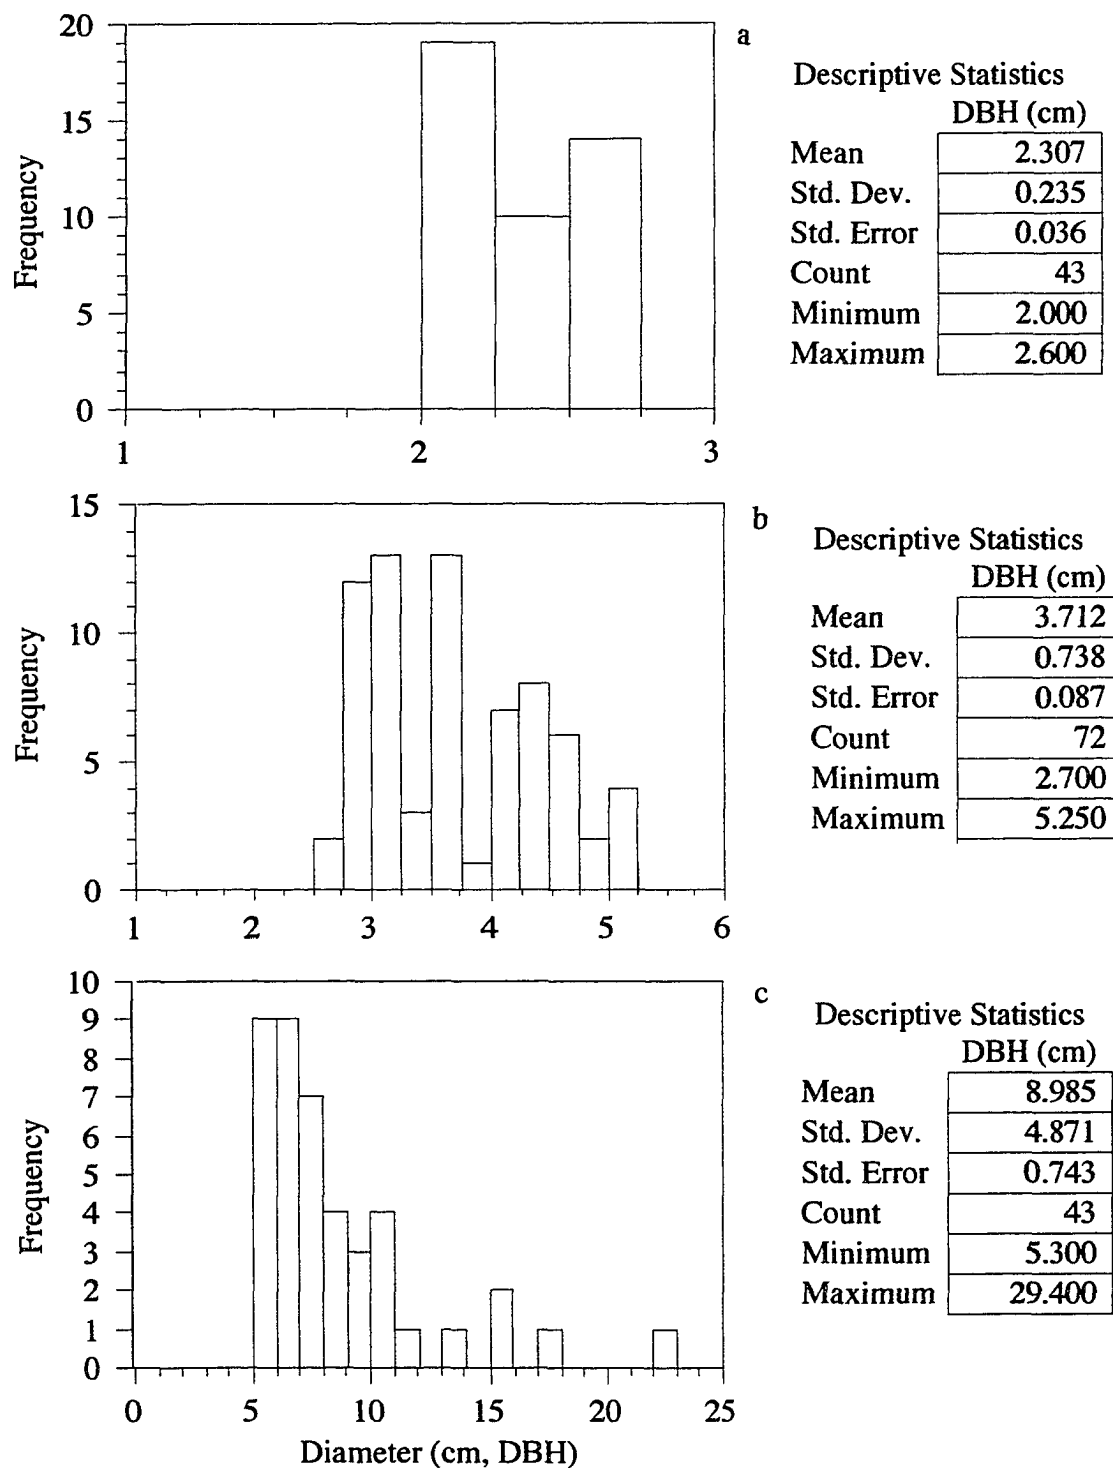 a
20
15
10
5
0
Frequency
1 2 3
Descriptive Statistics
DBH (cm)
Mean 2.307
Std. Dev. 0.235
Std. Error 0.036
Count 43
Minimum 2.000
Maximum 2.600
b
15
10
5
0
Frequency
1 2 3 4 5 6
Descriptive Statistics
DBH (cm)
Mean 3.712
Std. Dev. 0.738
Std. Error 0.087
Count 72
Minimum 2.700
Maximum 5.250
c
10
9
8
7
6
5
4
3
2
1
0
Frequency
0 5 10 15 20 25
Diameter (cm, DBH)
Descriptive Statistics
DBH (cm)
Mean 8.985
Std. Dev. 4.871
Std. Error 0.743
Count 43
Minimum 5.300
Maximum 29.400